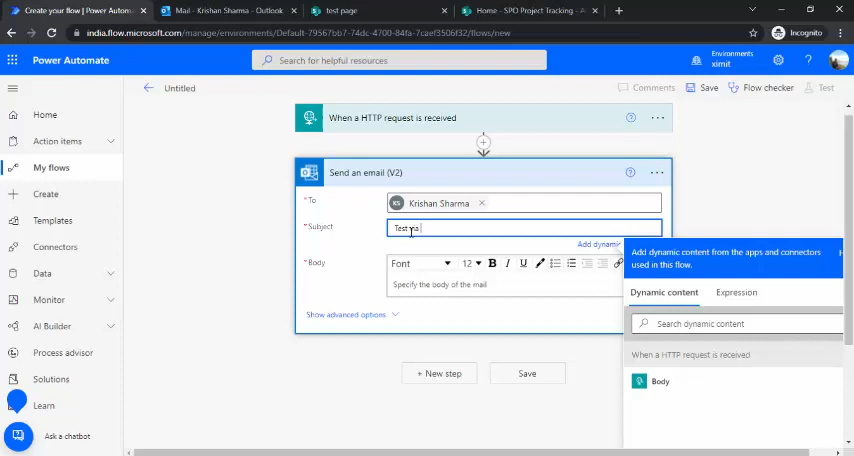 Create your flow | Power Automate
Mail - Krishan Sharma - Outlook
test page
Home - SPO Project Tracking - A
india.flow.microsoft.com/manage/environments/Default-79567bb7-74dc-4700-84fa-7caef3506f32/flows/new
Incognito
Power Automate
Search for helpful resources
Environments
ximit
Untitled
Comments
Save
Flow checker
Test
Home
Action items
My flows
Create
Templates
Connectors
Data
Monitor
AI Builder
Process advisor
Solutions
Learn
Ask a chatbot
When a HTTP request is received
Send an email (V2)
* To
KS Krishan Sharma
* Subject
Test via
Add dynamic
* Body
Font
12
B I U
Specify the body of the mail
Show advanced options
+ New step
Save
Add dynamic content from the apps and connectors
used in this flow.
Dynamic content
Expression
Search dynamic content
When a HTTP request is received
Body